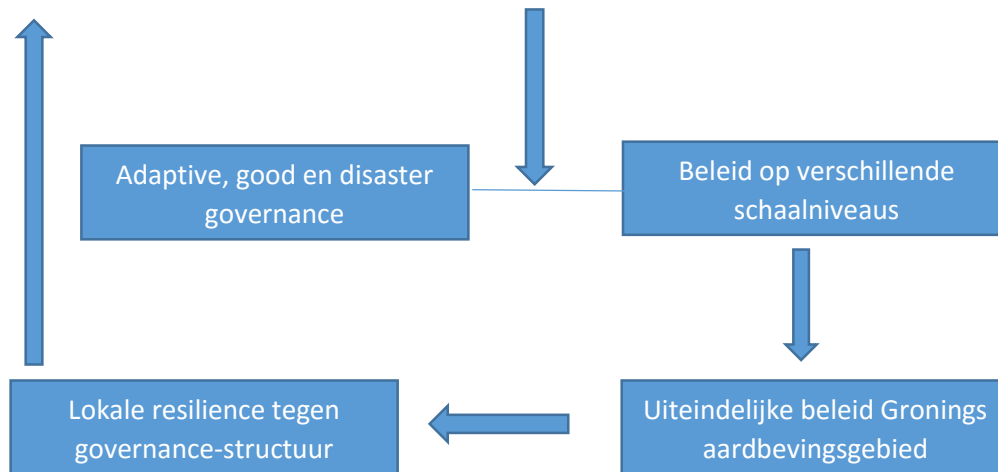 Adaptive, good en disaster
governance
Beleid op verschillende
schaalniveaus
Lokale resilience tegen
governance-structuur
Uiteindelijke beleid Gronings
aardbevingsgebied